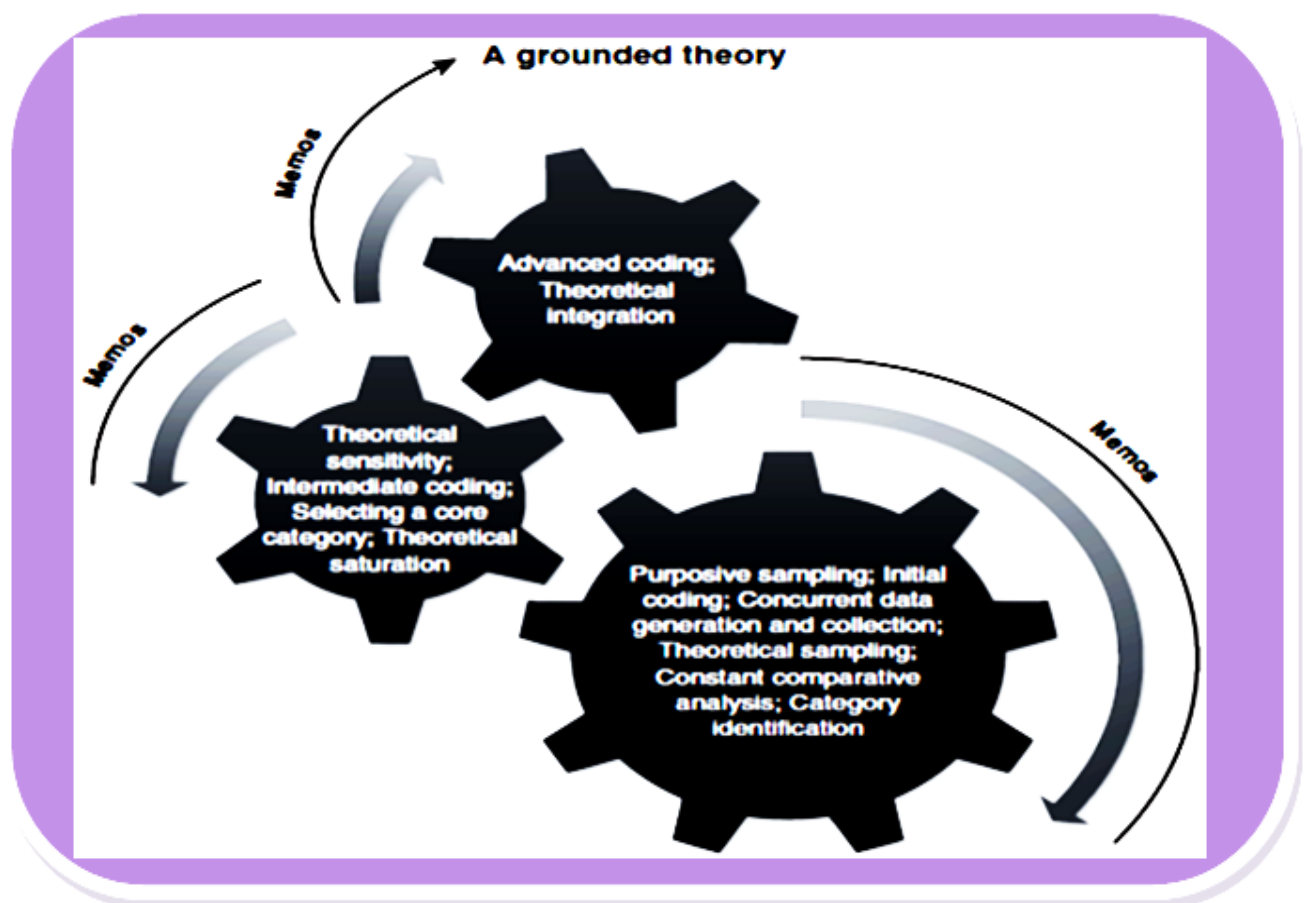 A grounded theory
Memos
Advanced coding;
Theoretical
integration
Memos
Theoretical
sensitivity;
Intermediate coding;
Selecting a core
category; Theoretical
saturation
Memos
Purposive sampling; Initial
coding; Concurrent data
generation and collection;
Theoretical sampling;
Constant comparative
analysis; Category
identification